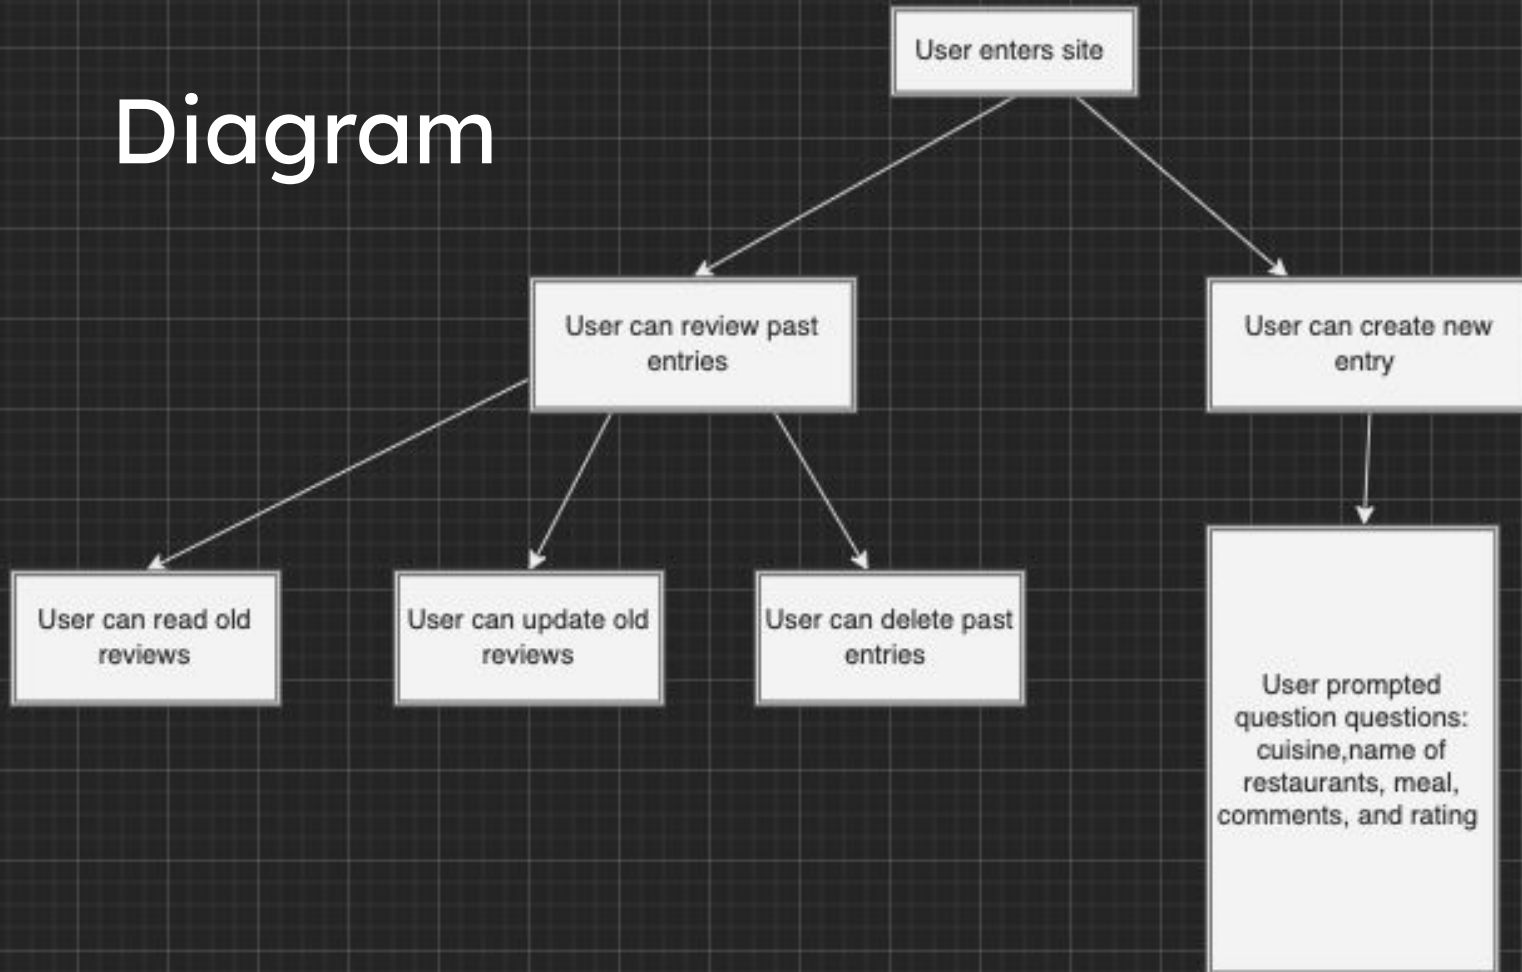 Diagram
User enters site
User can review past
entries
User can create new
entry
User can read old
reviews
User can update old
reviews
User can delete past
entries
User prompted
question questions:
cuisine,name of
restaurants, meal,
comments, and rating